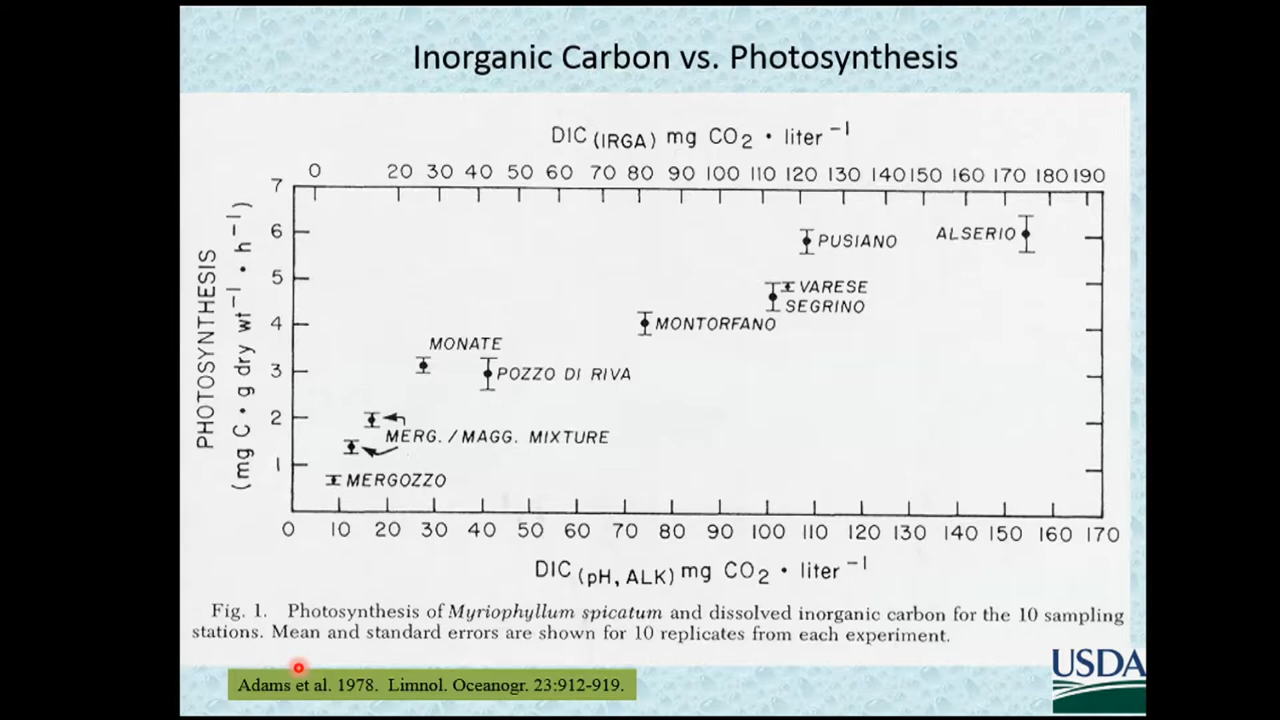 Inorganic Carbon vs. Photosynthesis
DIC (IRGA) mg CO2 • liter -1
0 20 30 40 50 60 70 80 90 100 110 120 130 140 150 160 170 180 190
PHOTOSYNTHESIS
(mg C • g dry wt-1 • h-1)
7
6
5
4
3
2
1
ALSERIO
PUSIANO
VARESE
SEGRINO
MONTORFANO
MONATE
POZZO DI RIVA
MERG. / MAGG. MIXTURE
MERGOZZO
0 10 20 30 40 50 60 70 80 90 100 110 120 130 140 150 160 170
DIC (pH, ALK) mg CO2 • liter -1
Fig. 1. Photosynthesis of Myriophyllum spicatum and dissolved inorganic carbon for the 10 sampling
stations. Mean and standard errors are shown for 10 replicates from each experiment.
Adams et al. 1978. Limnol. Oceanogr. 23:912-919.
USDA